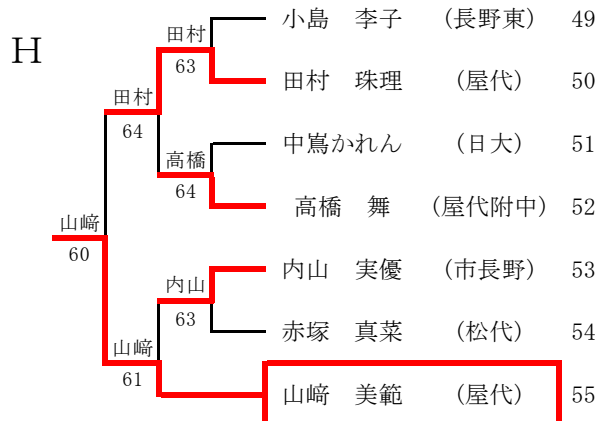 H
小島 李子 (長野東) 49
田村
63
田村 珠理 (屋代) 50
田村
64
中嶌かれん (日大) 51
高橋
64
高橋 舞 (屋代附中) 52
山﨑
60
内山 実優 (市長野) 53
内山
63
赤塚 真菜 (松代) 54
山﨑
61
山﨑 美範 (屋代) 55